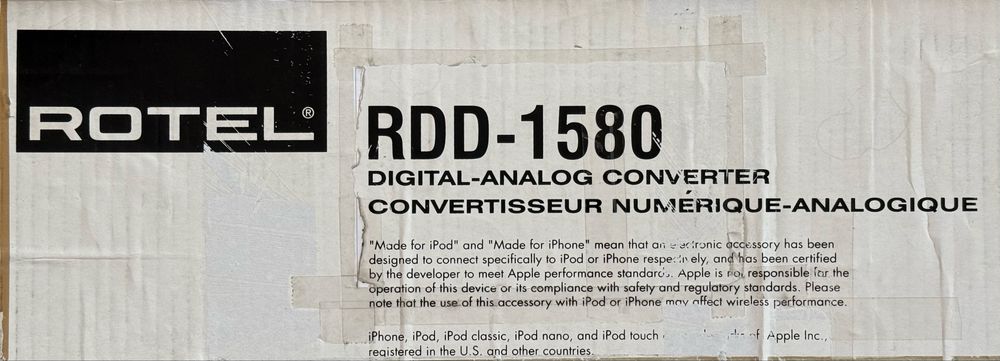 ROTEL®
RDD-1580
DIGITAL-ANALOG CONVERTER
CONVERTISSEUR NUMÉRIQUE-ANALOGIQUE
"Made for iPod" and "Made for iPhone" mean that an electronic accessory has been
designed to connect specifically to iPod or iPhone respectively, and has been certified
by the developer to meet Apple performance standards. Apple is not responsible for the
operation of this device or its compliance with safety and regulatory standards. Please
note that the use of this accessory with iPod or iPhone may affect wireless performance.
iPhone, iPod, iPod classic, iPod nano, and iPod touch of Apple Inc.,
registered in the U.S. and other countries.